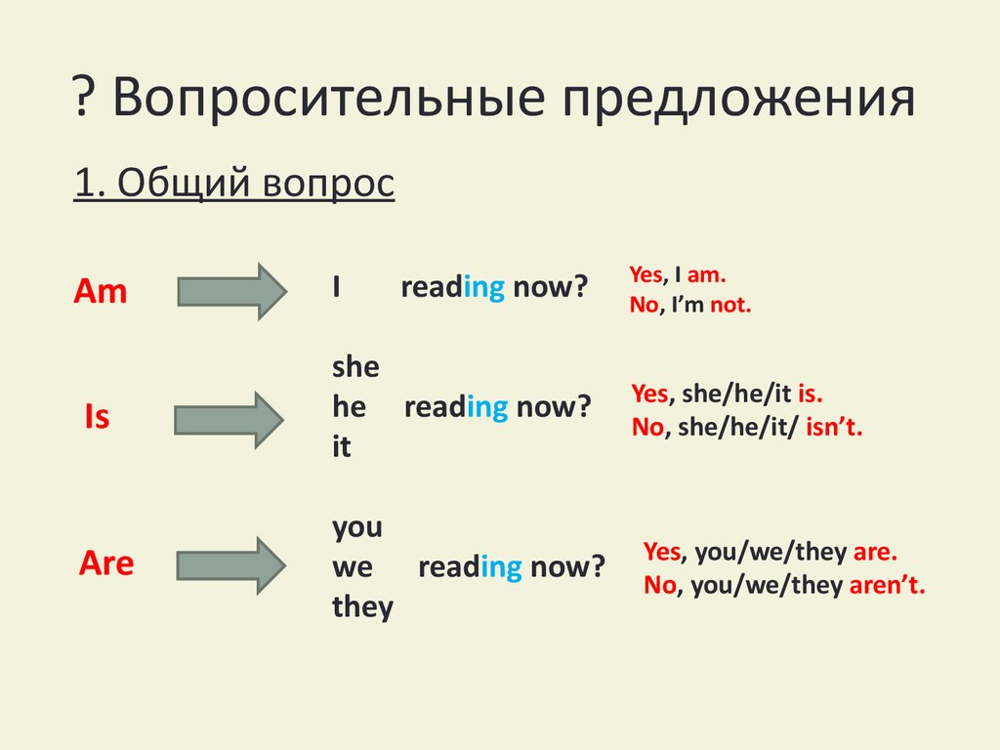 ? Вопросительные предложения
1. Общий вопрос
Am I reading now? Yes, I am.
No, I’m not.
she
Is he reading now? Yes, she/he/it is.
it No, she/he/it/ isn’t.
you
Are we reading now? Yes, you/we/they are.
they No, you/we/they aren’t.